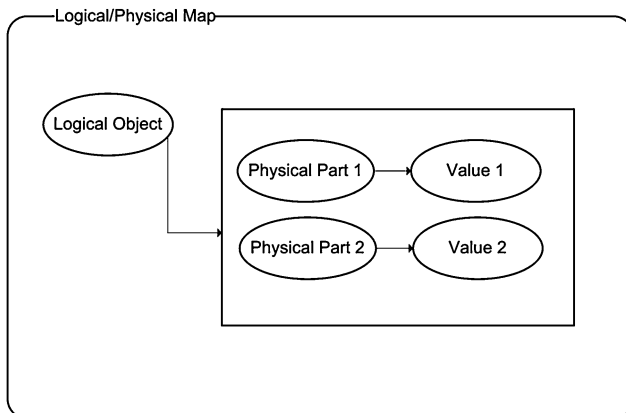 Logical/Physical Map
Logical Object
Physical Part 1
Value 1
Physical Part 2
Value 2